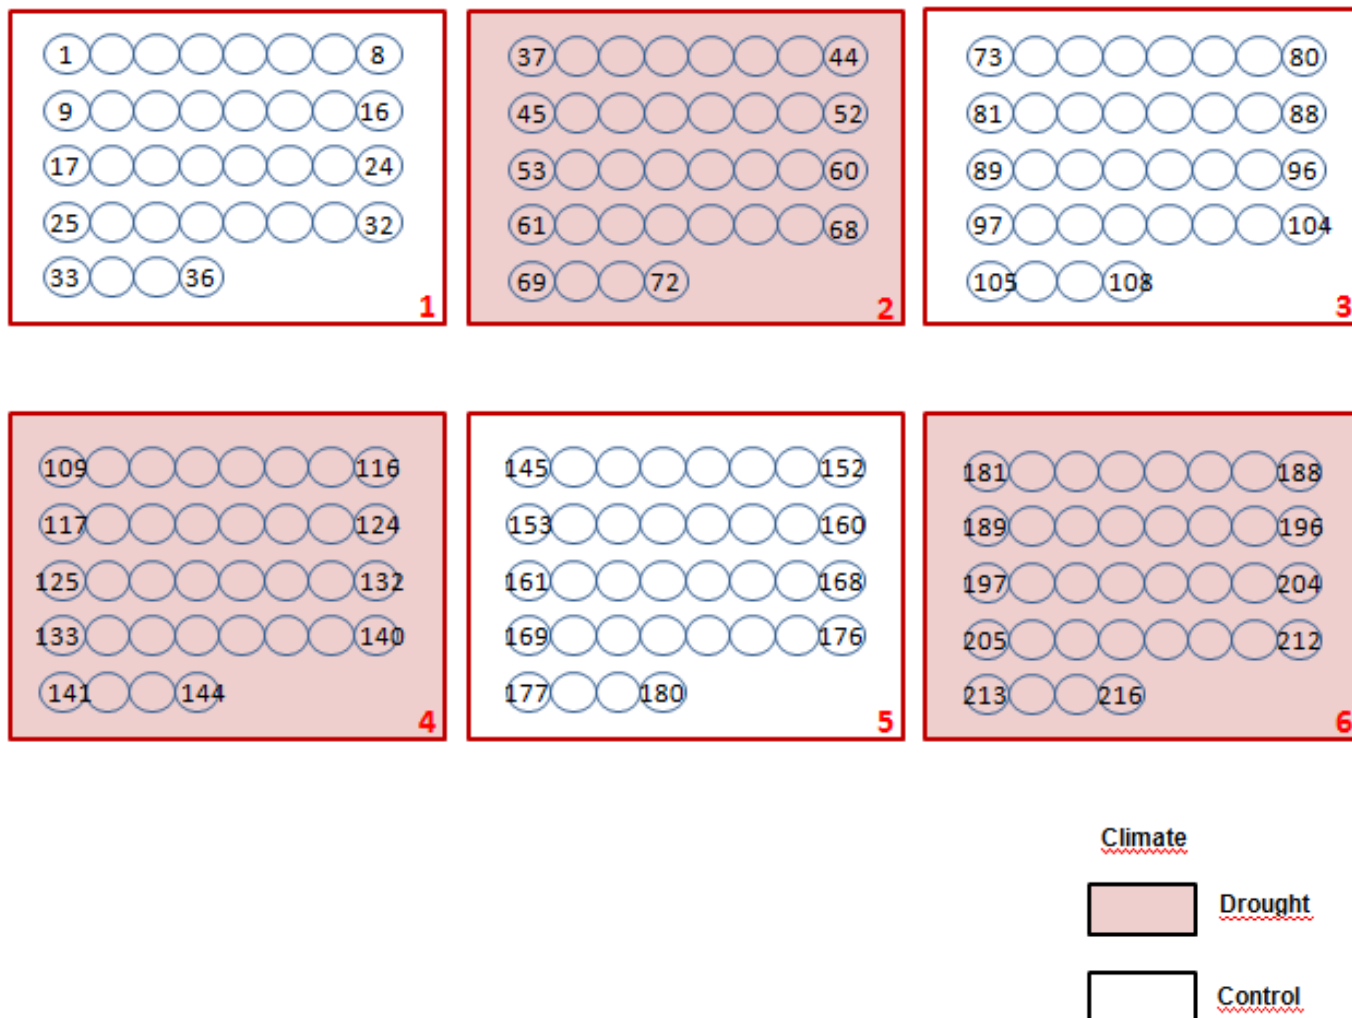 1 8 37 44 73 80
9 16 45 52 81 88
17 24 53 60 89 96
25 32 61 68 97 104
33 36 69 72 105 108
1 2 3
109 116 145 152 181 188
117 124 153 160 189 196
125 132 161 168 197 204
133 140 169 176 205 212
141 144 177 180 213 216
4 5 6
Climate
Drought
Control